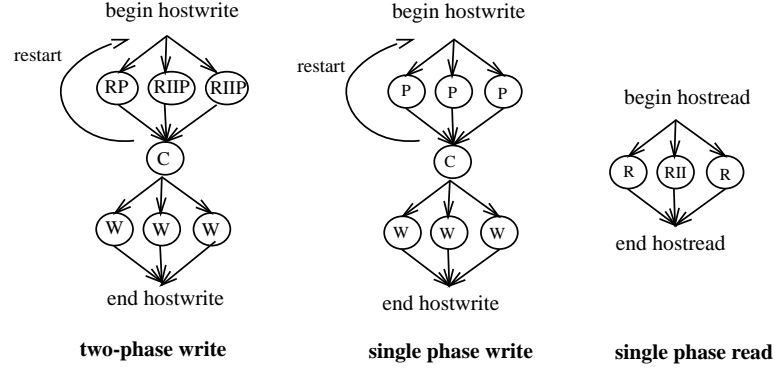 begin hostwrite
restart
RP RIIP RIIP
C
W W W
end hostwrite
two-phase write
begin hostwrite
restart
P P P
C
W W W
end hostwrite
single phase write
begin hostread
R RII R
end hostread
single phase read